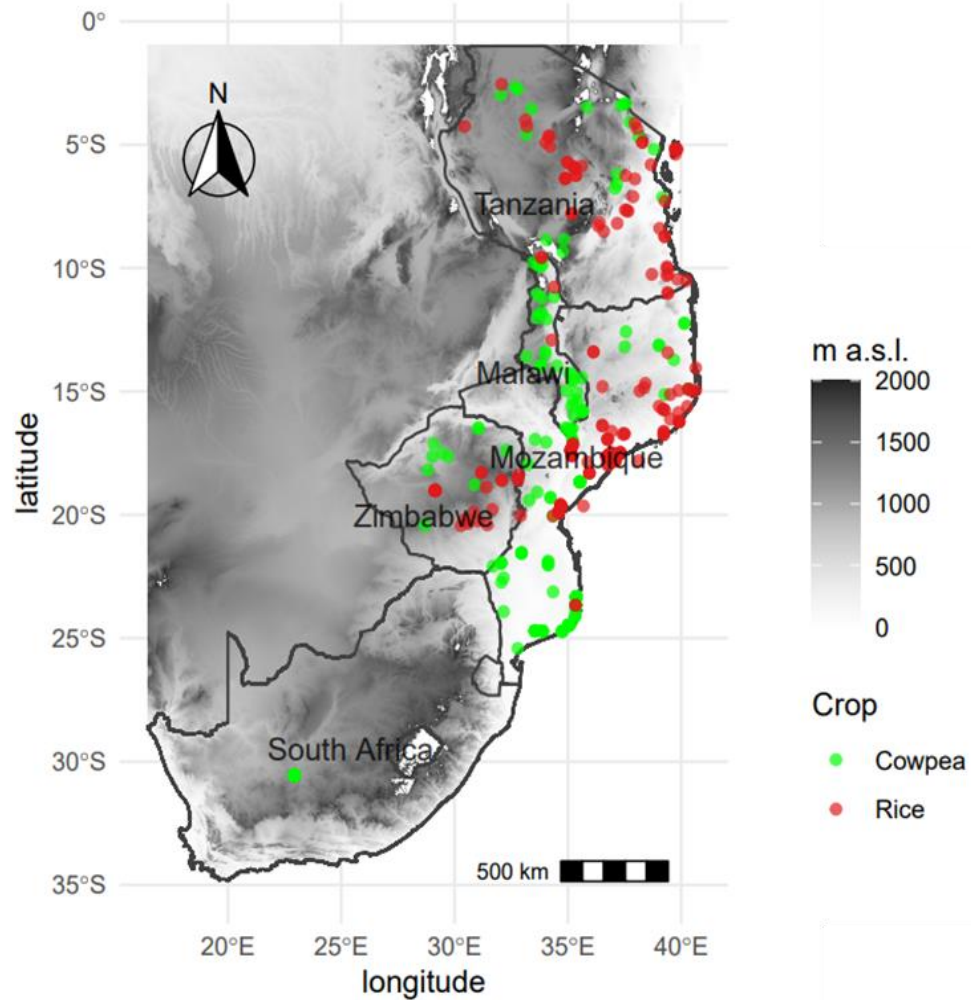 0°
N
5°S
Tanzania
10°S
m a.s.l.
Malawi
2000
15°S
1500
Mozambique
latitude
1000
Zimbabwe
20°S
500
0
25°S
Crop
South Africa
30°S
Cowpea
Rice
500 km
35°S
20°E 25°E 30°E 35°E 40°E
longitude